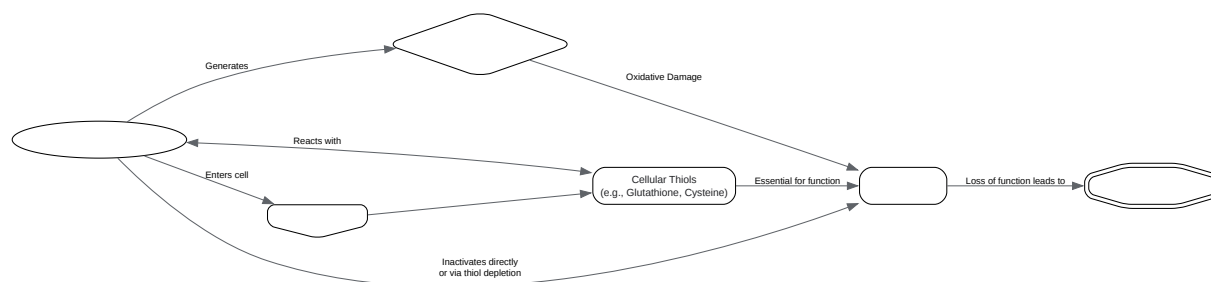 Generates
Oxidative Damage
Reacts with
Enters cell
Cellular Thiols
(e.g., Glutathione, Cysteine)
Essential for function
Loss of function leads to
Inactivates directly
or via thiol depletion